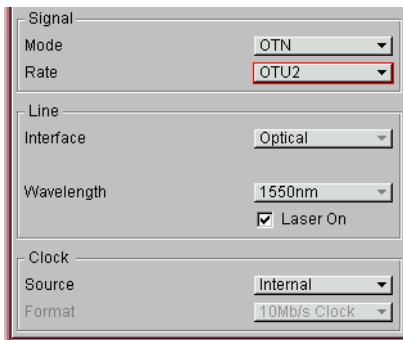 Signal
Mode OTN
Rate OTU2
Line
Interface Optical
Wavelength 1550nm
Laser On
Clock
Source Internal
Format 10Mb/s Clock